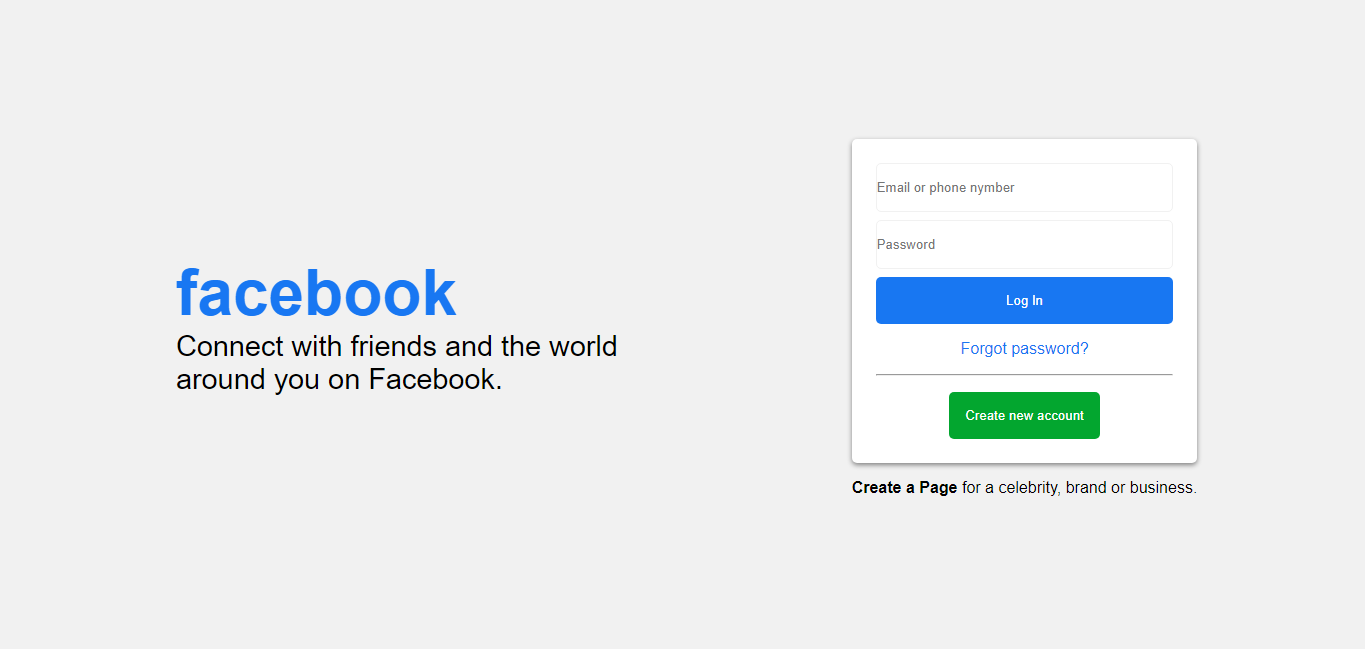 facebook
Connect with friends and the world
around you on Facebook.
Email or phone nymber
Password
Log In
Forgot password?
Create new account
Create a Page for a celebrity, brand or business.